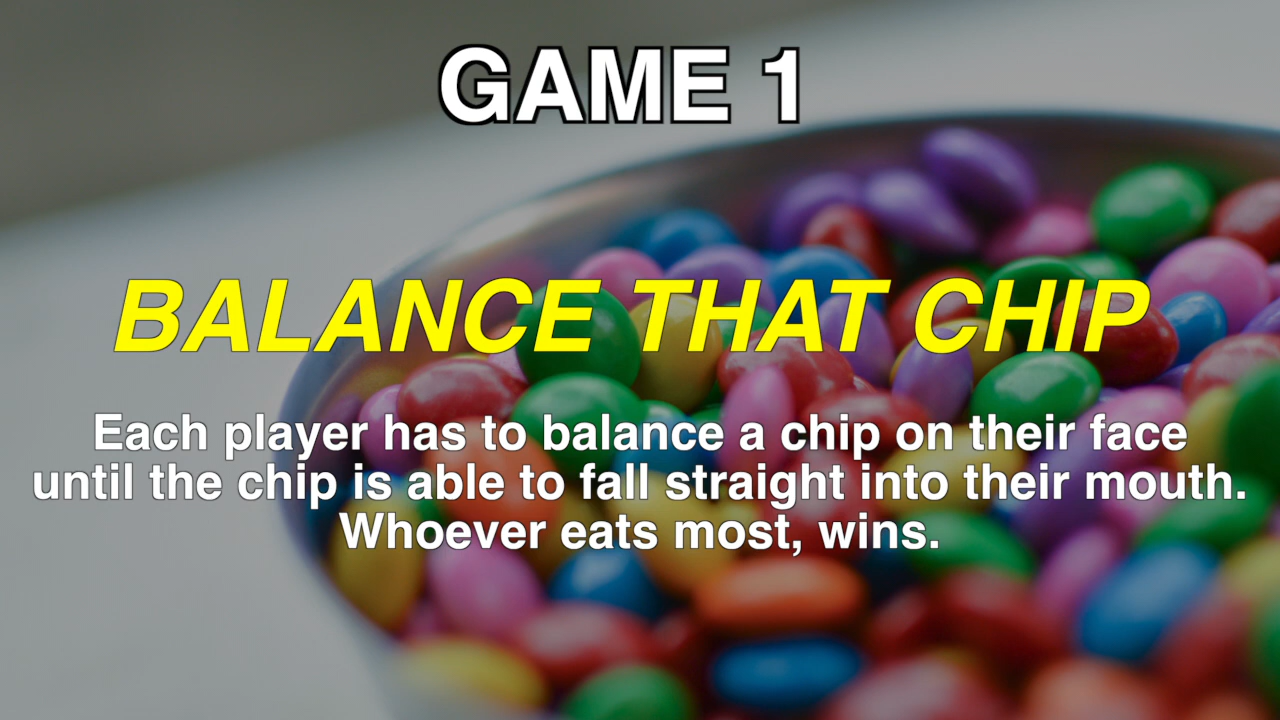 GAME 1
BALANCE THAT CHIP
Each player has to balance a chip on their face
until the chip is able to fall straight into their mouth.
Whoever eats most, wins.